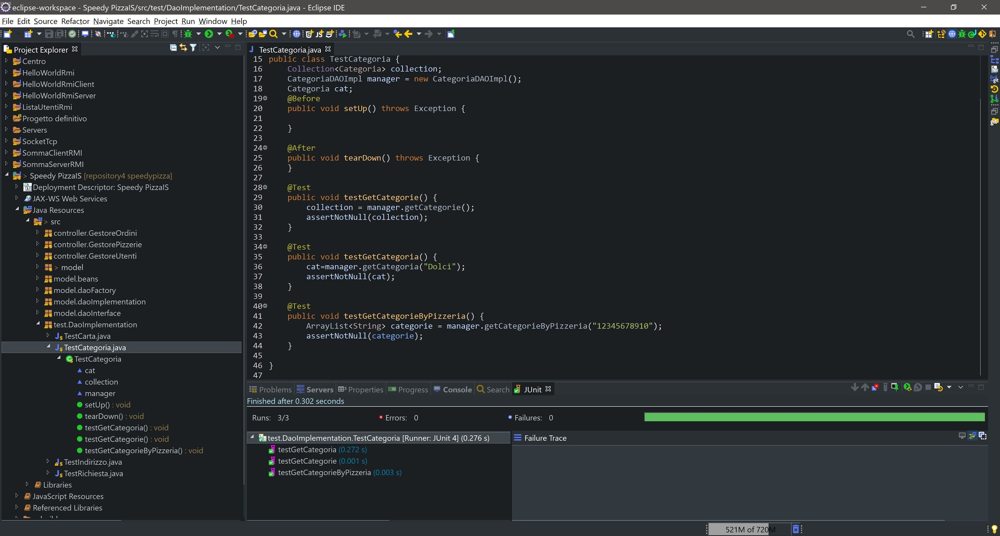 eclipse-workspace - Speedy PizzaIS/src/test/DaoImplementation/TestCategoria.java - Eclipse IDE
File Edit Source Refactor Navigate Search Project Run Window Help
Project Explorer
Centro
HelloWorldRmi
HelloWorldRmiClient
HelloWorldRmiServer
ListaUtentiRmi
Progetto definitivo
Servers
SocketTcp
SommaClientRMI
SommaServerRMI
> Speedy PizzaIS [repository4 speedypizza]
Deployment Descriptor: Speedy PizzaIS
JAX-WS Web Services
Java Resources
> src
controller.GestoreOrdini
controller.GestorePizzerie
controller.GestoreUtenti
> model
model.beans
model.daoFactory
model.daoImplementation
model.daoInterface
test.DaoImplementation
TestCarta.java
TestCategoria.java
TestCategoria
cat
collection
manager
setUp() : void
tearDown() : void
testGetCategoria() : void
testGetCategorie() : void
testGetCategorieByPizzeria() : void
TestIndirizzo.java
TestRichiesta.java
Libraries
JavaScript Resources
Referenced Libraries
TestCategoria.java
15 public class TestCategoria {
16 Collection<Categoria> collection;
17 CategoriaDAOImpl manager = new CategoriaDAOImpl();
18 Categoria cat;
19 @Before
20 public void setUp() throws Exception {
21
22 }
23
24 @After
25 public void tearDown() throws Exception {
26 }
27
28 @Test
29 public void testGetCategorie() {
30 collection = manager.getCategorie();
31 assertNotNull(collection);
32 }
33
34 @Test
35 public void testGetCategoria() {
36 cat=manager.getCategoria("Dolci");
37 assertNotNull(cat);
38 }
39
40 @Test
41 public void testGetCategorieByPizzeria() {
42 ArrayList<String> categorie = manager.getCategorieByPizzeria("12345678910");
43 assertNotNull(categorie);
44 }
45
46 }
47
Problems Servers Properties Progress Console Search JUnit
Finished after 0.302 seconds
Runs: 3/3 Errors: 0 Failures: 0
test.DaoImplementation.TestCategoria [Runner: JUnit 4] (0.276 s)
testGetCategoria (0.272 s)
testGetCategorie (0.001 s)
testGetCategorieByPizzeria (0.003 s)
Failure Trace
521M of 720M